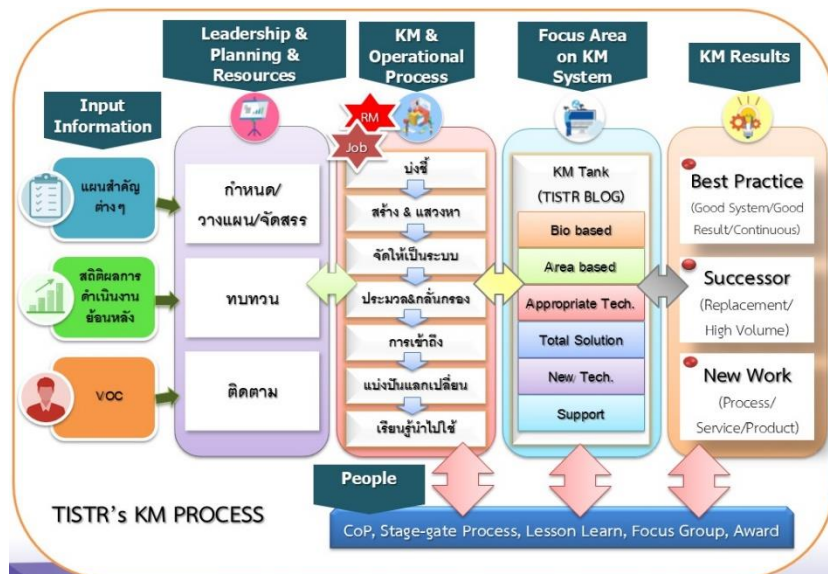 Leadership &
Planning &
Resources
KM &
Operational
Process
Focus Area
on KM
System
KM Results
Input
Information
RM
Job
แผนสำคัญ
ต่างๆ
สถิติผลการ
ดำเนินงาน
ย้อนหลัง
VOC
กำหนด/
วางแผน/จัดสรร
ทบทวน
ติดตาม
บ่งชี้
สร้าง & แสวงหา
จัดให้เป็นระบบ
ประมวล&กลั่นกรอง
การเข้าถึง
แบ่งปันแลกเปลี่ยน
เรียนรู้นำไปใช้
KM Tank
(TISTR BLOG)
Bio based
Area based
Appropriate Tech.
Total Solution
New Tech.
Support
Best Practice
(Good System/Good
Result/Continuous)
Successor
(Replacement/
High Volume)
New Work
(Process/
Service/Product)
People
TISTR's KM PROCESS
CoP, Stage-gate Process, Lesson Learn, Focus Group, Award